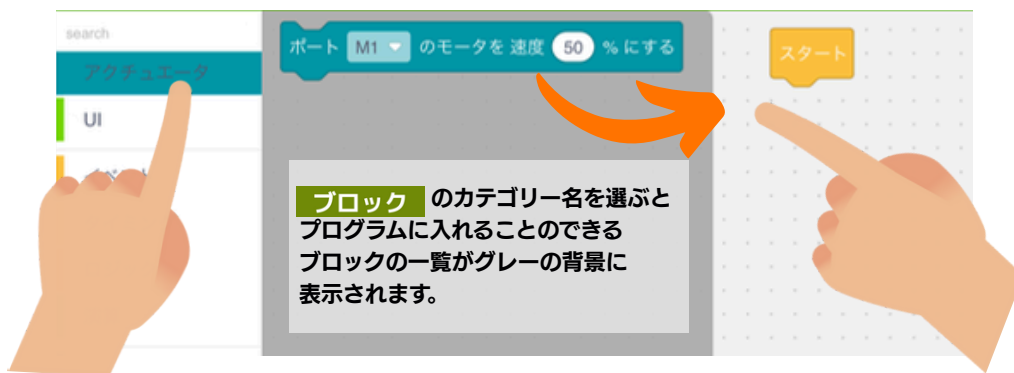 search
アクチュエータ
UI
イベント
ポート M1 のモータを 速度 50 % にする
スタート
ブロック のカテゴリー名を選ぶと
プログラムに入れることのできる
ブロックの一覧がグレーの背景に
表示されます。